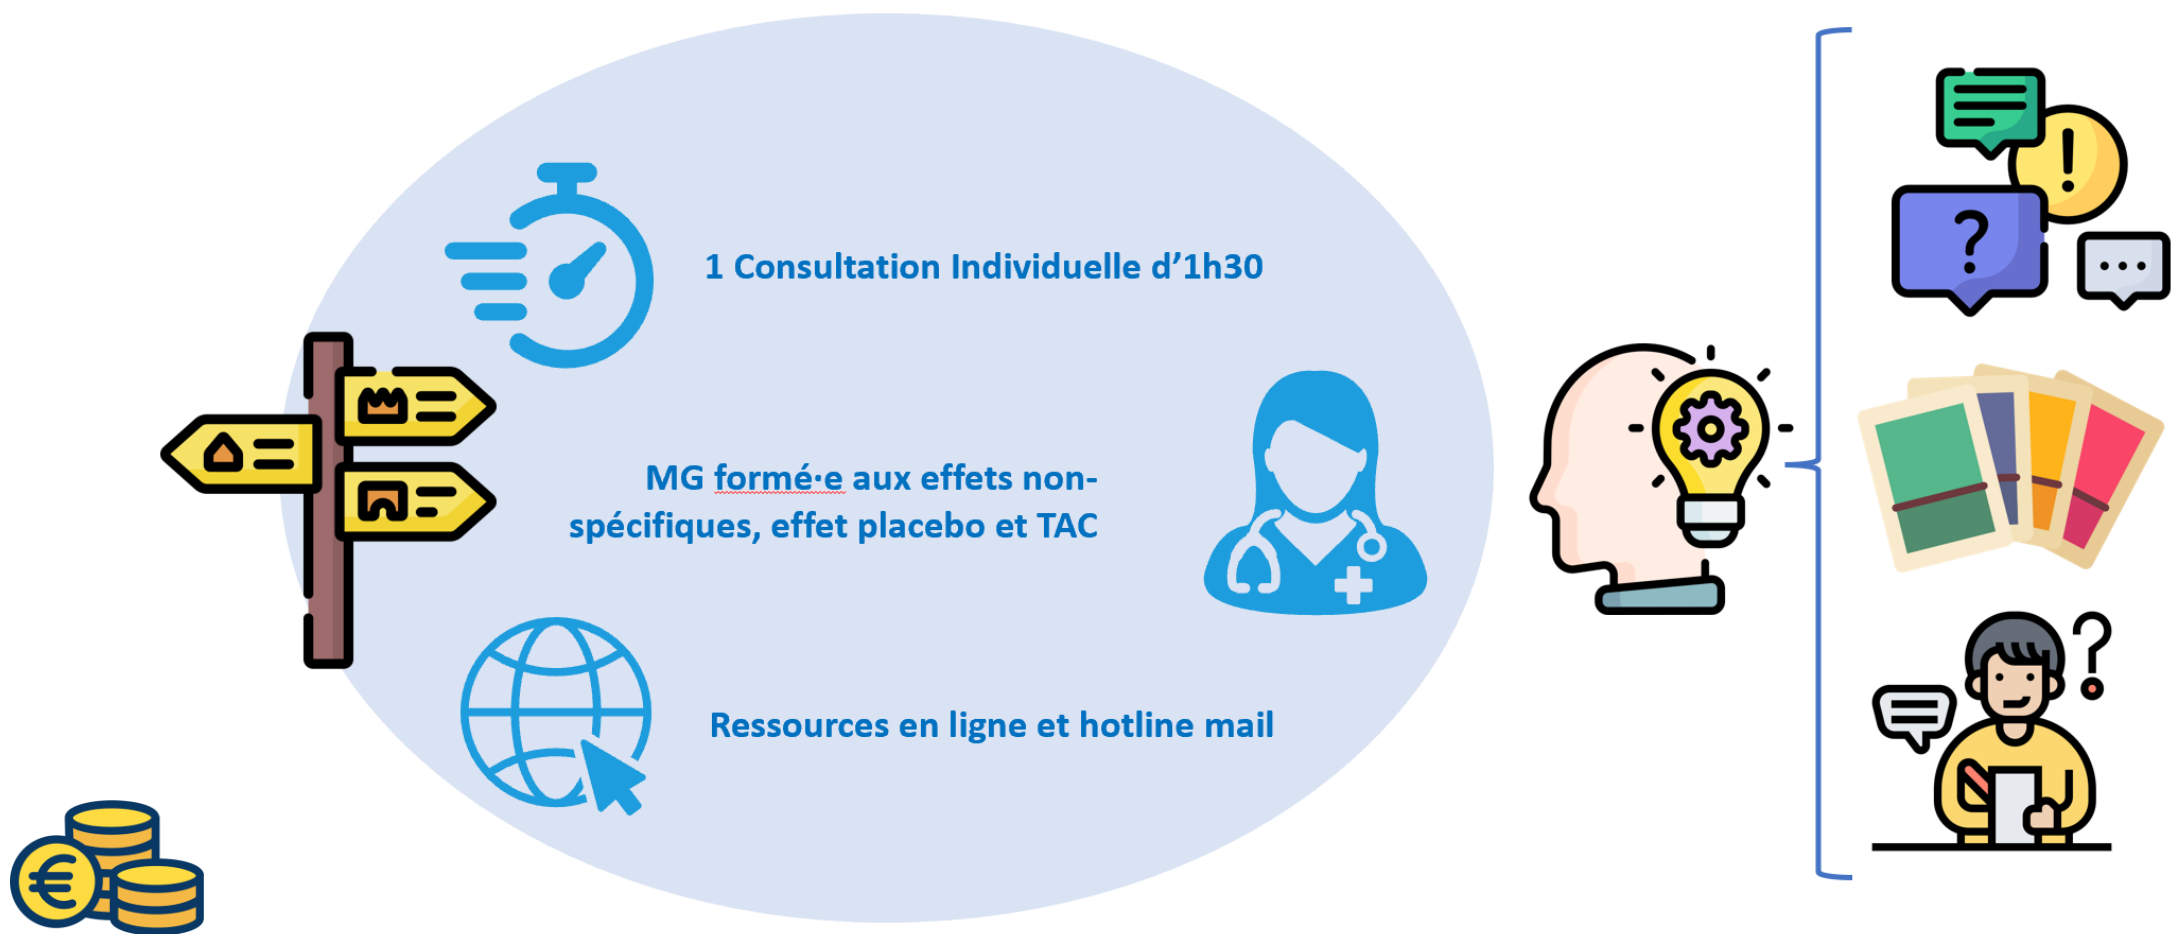 1 Consultation Individuelle d’1h30
MG formé·e aux effets non-
spécifiques, effet placebo et TAC
Ressources en ligne et hotline mail